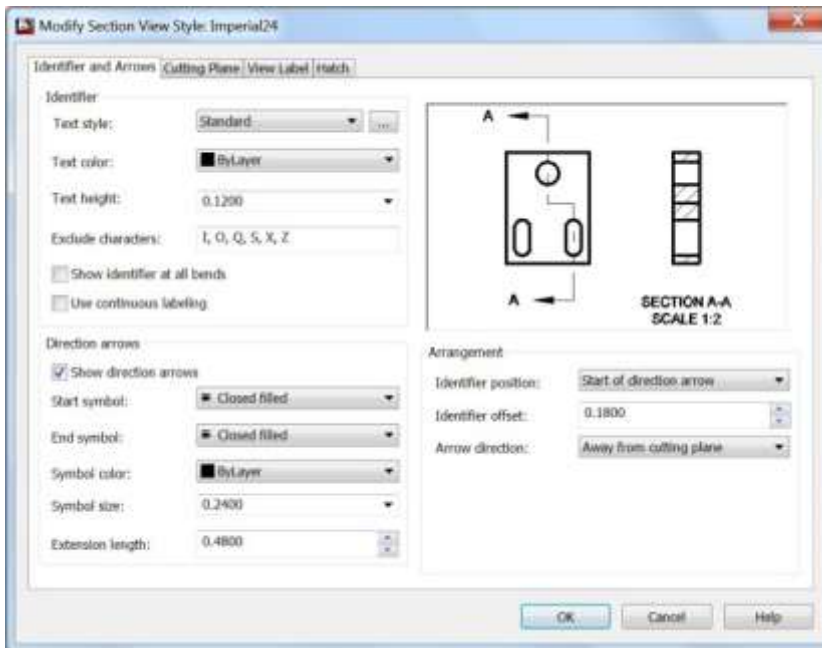 Modify Section View Style: Imperial24
Identifier and Arrows Cutting Plane View Label Hatch
Identifier
Text style: Standard ...
Text color: ByLayer
Text height: 0.1200
Exclude characters: I, O, Q, S, X, Z
Show identifier at all bends
Use continuous labeling
Direction arrows
Show direction arrows
Start symbol: Closed filled
End symbol: Closed filled
Symbol color: ByLayer
Symbol size: 0.2400
Extension length: 0.4800
A
A
SECTION A-A
SCALE 1:2
Arrangement
Identifier position: Start of direction arrow
Identifier offset: 0.1800
Arrow direction: Away from cutting plane
OK Cancel Help